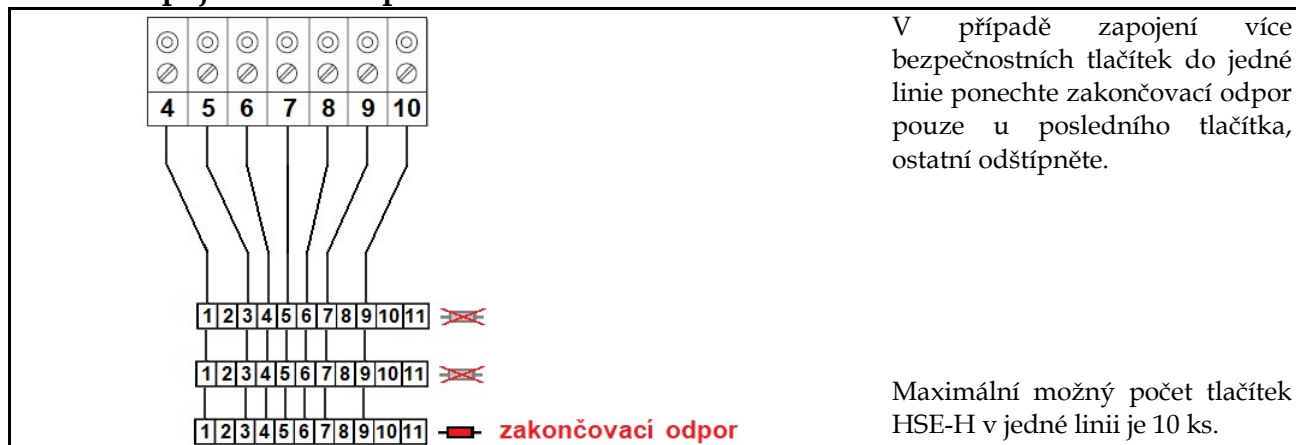 V případě zapojení více
bezpečnostních tlačítek do jedné
linie ponechte zakončovací odpor
pouze u posledního tlačítka,
ostatní odštípněte.
4 5 6 7 8 9 10
1 2 3 4 5 6 7 8 9 10 11
1 2 3 4 5 6 7 8 9 10 11
1 2 3 4 5 6 7 8 9 10 11 zakončovací odpor
Maximální možný počet tlačítek
HSE-H v jedné linii je 10 ks.